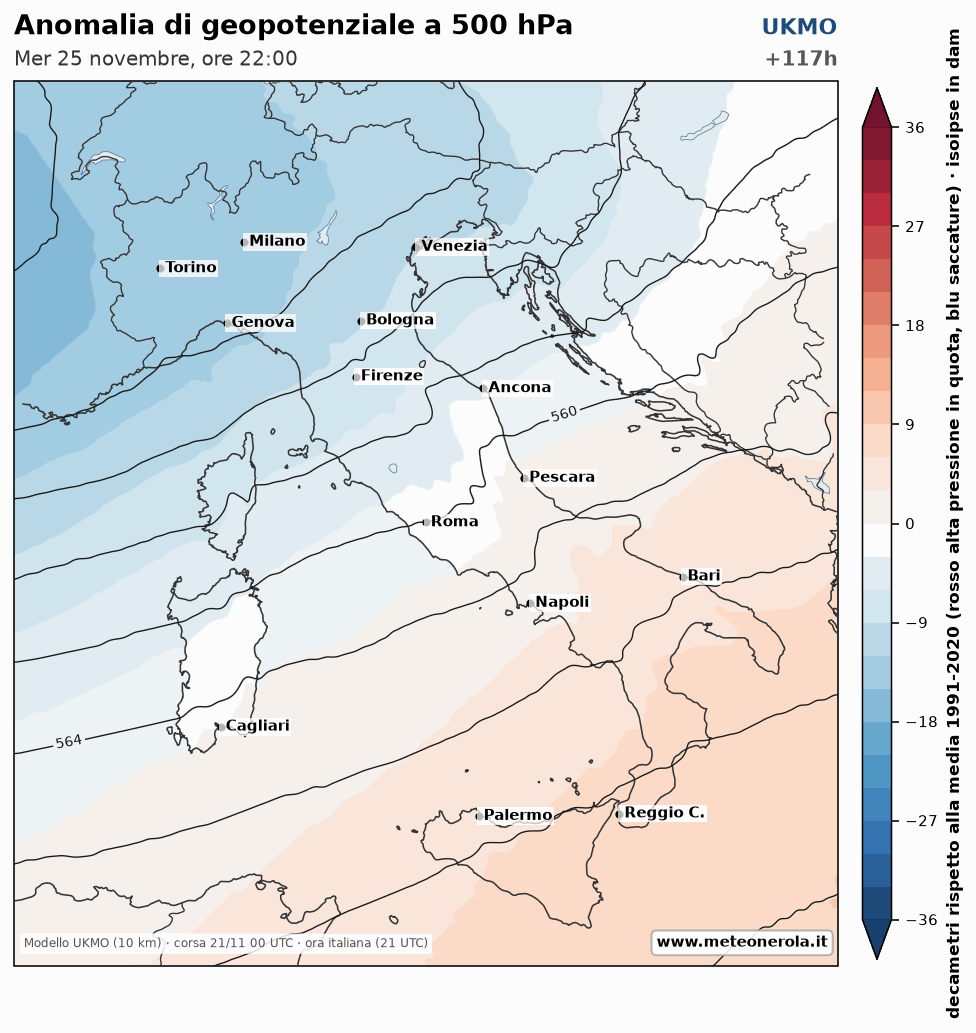 Anomalia di geopotenziale a 500 hPa
UKMO
Mer 25 novembre, ore 22:00
+117h
Milano
Venezia
Torino
Genova
Bologna
Firenze
Ancona
560
Pescara
Roma
Bari
Napoli
564
Cagliari
Palermo
Reggio C.
Modello UKMO (10 km) · corsa 21/11 00 UTC · ora italiana (21 UTC)
www.meteonerola.it
36
27
18
9
0
−9
−18
−27
−36
decametri rispetto alla media 1991-2020 (rosso alta pressione in quota, blu saccature) · isoipse in dam